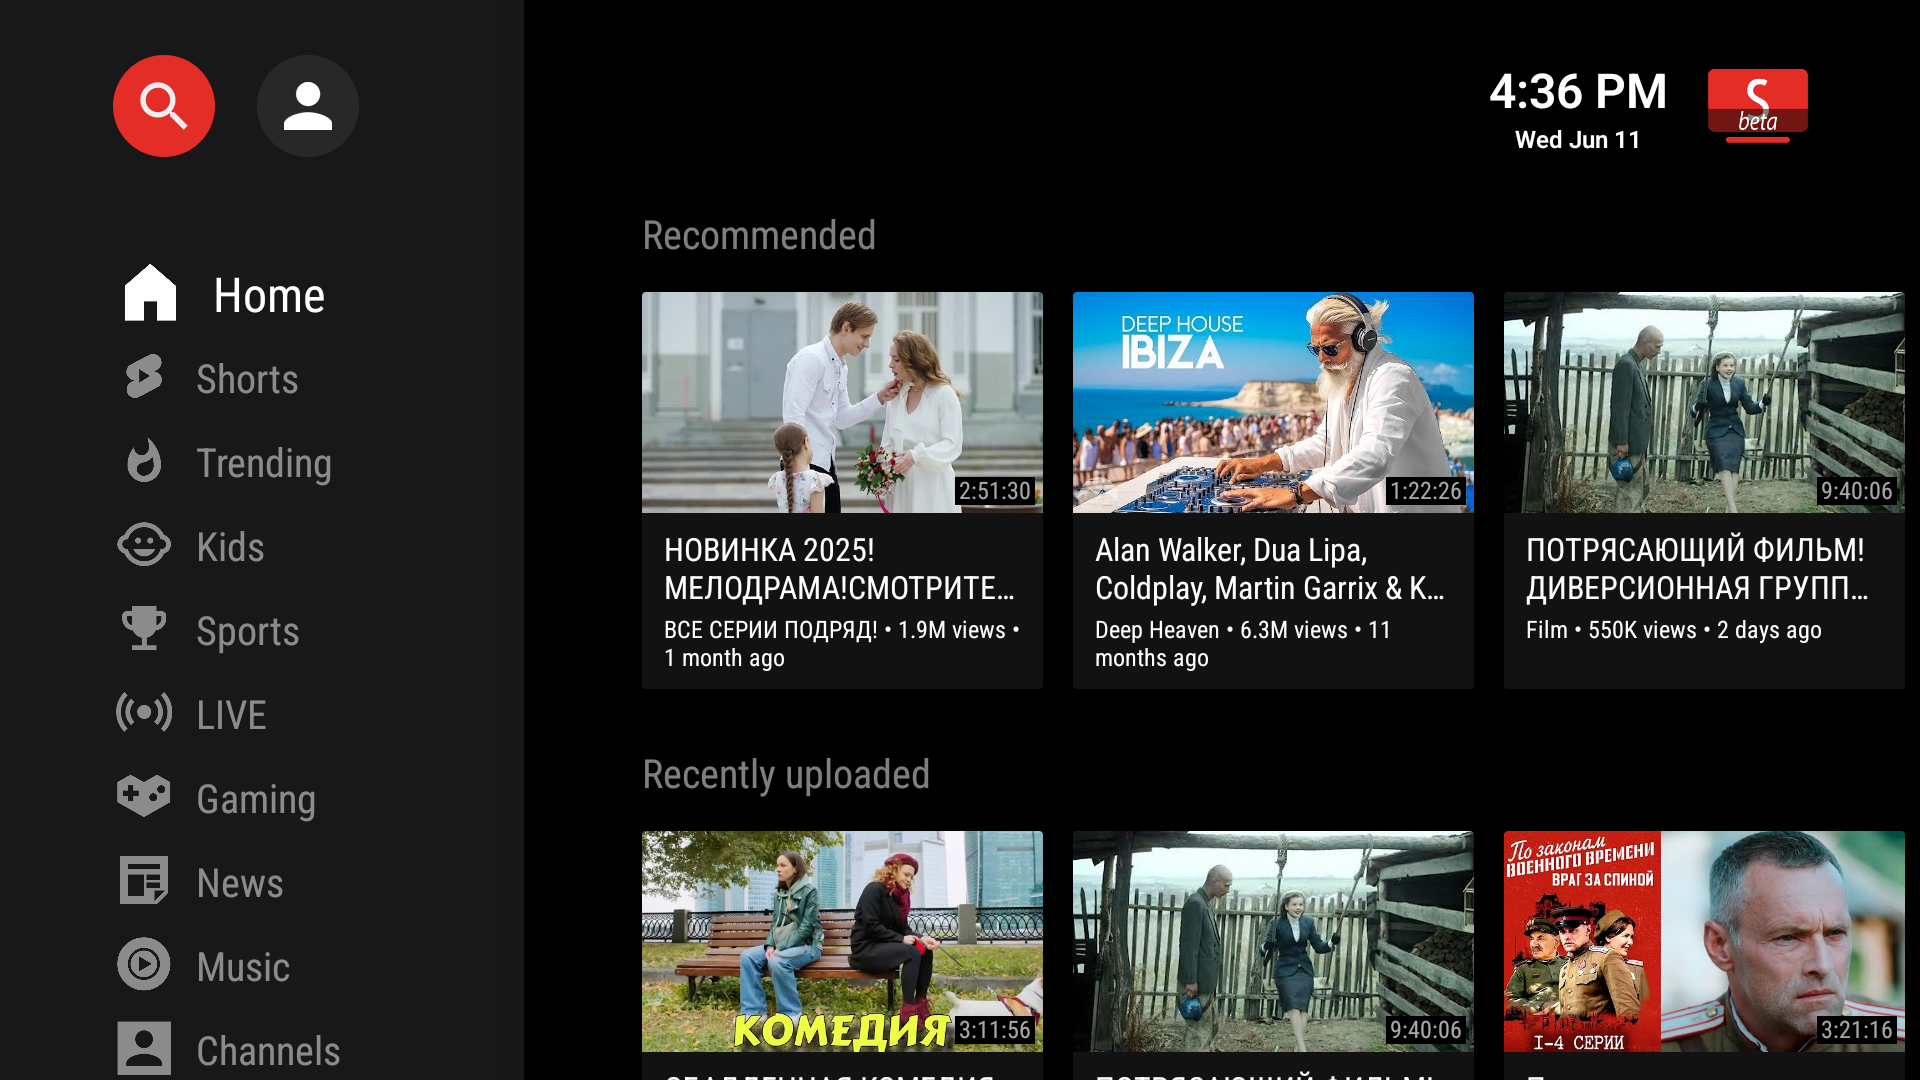 4:36 PM
Wed Jun 11
S
beta
Home
Shorts
Trending
Kids
Sports
LIVE
Gaming
News
Music
Channels
Recommended
2:51:30
НОВИНКА 2025!
МЕЛОДРАМА!СМОТРИТЕ...
ВСЕ СЕРИИ ПОДРЯД! • 1.9M views •
1 month ago
DEEP HOUSE
IBIZA
1:22:26
Alan Walker, Dua Lipa,
Coldplay, Martin Garrix & K...
Deep Heaven • 6.3M views • 11
months ago
9:40:06
ПОТРЯСАЮЩИЙ ФИЛЬМ!
ДИВЕРСИОННАЯ ГРУПП...
Film • 550K views • 2 days ago
Recently uploaded
КОМЕДИЯ
3:11:56
9:40:06
ПОТРЯСАЮЩИЙ ФИЛЬМ!
По законам
ВОЕННОГО ВРЕМЕНИ
ВРАГ ЗА СПИНОЙ
1-4 СЕРИИ
3:21:16